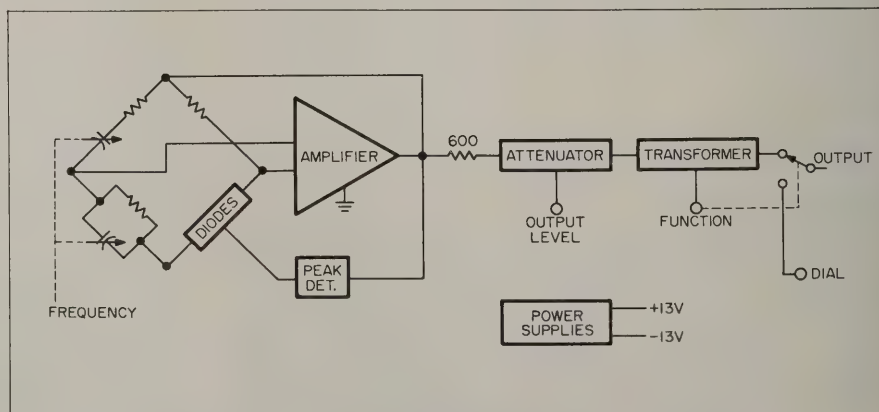 AMPLIFIER
DIODES
PEAK
DET.
FREQUENCY
600
ATTENUATOR
OUTPUT
LEVEL
TRANSFORMER
FUNCTION
OUTPUT
DIAL
POWER
SUPPLIES
+13V
-13V